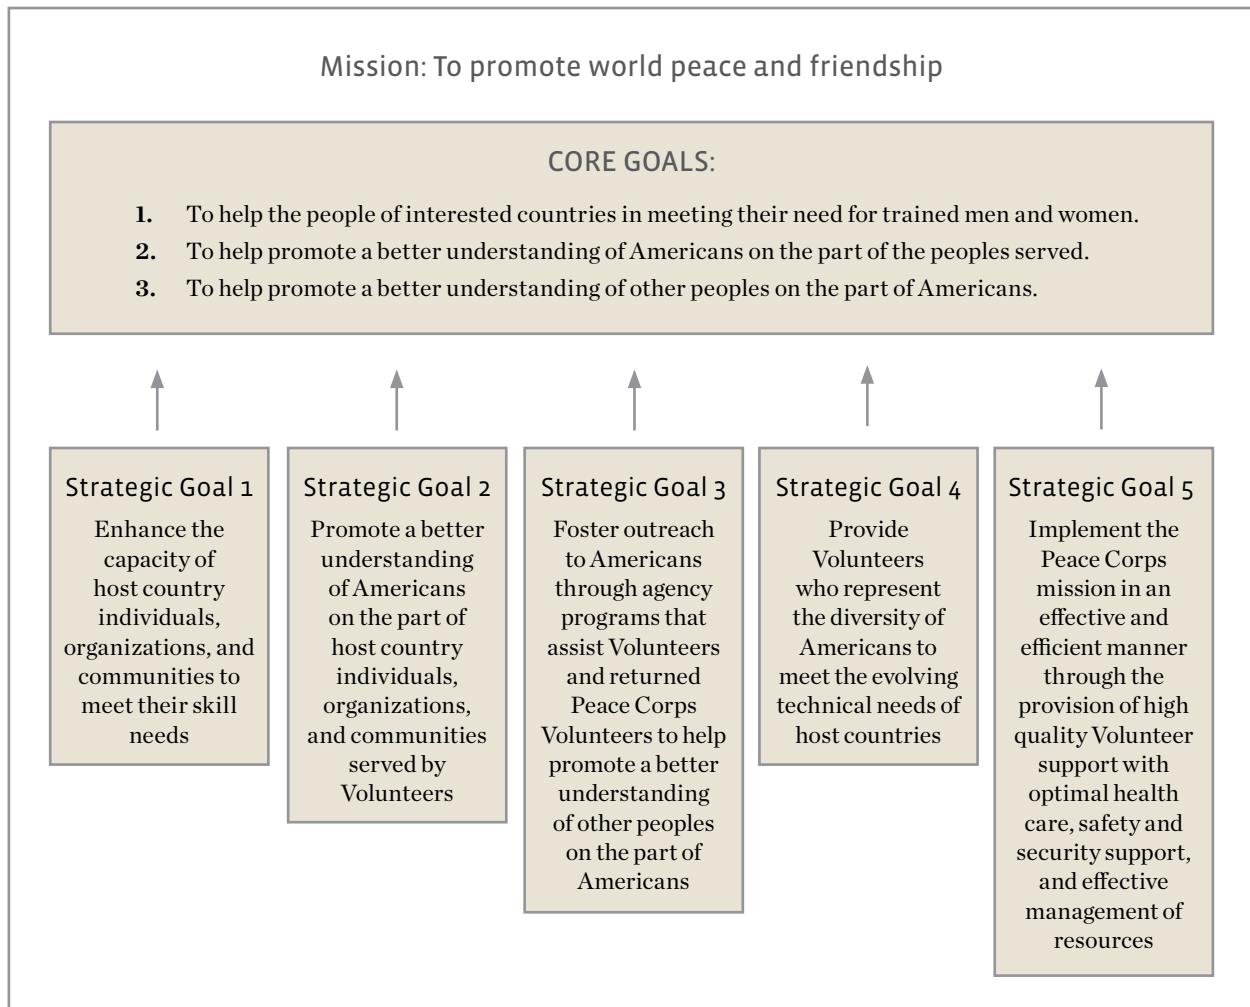 Mission: To promote world peace and friendship
CORE GOALS:
1. To help the people of interested countries in meeting their need for trained men and women.
2. To help promote a better understanding of Americans on the part of the peoples served.
3. To help promote a better understanding of other peoples on the part of Americans.
Strategic Goal 1
Enhance the
capacity of
host country
individuals,
organizations, and
communities to
meet their skill
needs
Strategic Goal 2
Promote a better
understanding
of Americans
on the part of
host country
individuals,
organizations,
and communities
served by
Volunteers
Strategic Goal 3
Foster outreach
to Americans
through agency
programs that
assist Volunteers
and returned
Peace Corps
Volunteers to help
promote a better
understanding
of other peoples
on the part of
Americans
Strategic Goal 4
Provide
Volunteers
who represent
the diversity of
Americans to
meet the evolving
technical needs of
host countries
Strategic Goal 5
Implement the
Peace Corps
mission in an
effective and
efficient manner
through the
provision of high
quality Volunteer
support with
optimal health
care, safety and
security support,
and effective
management of
resources